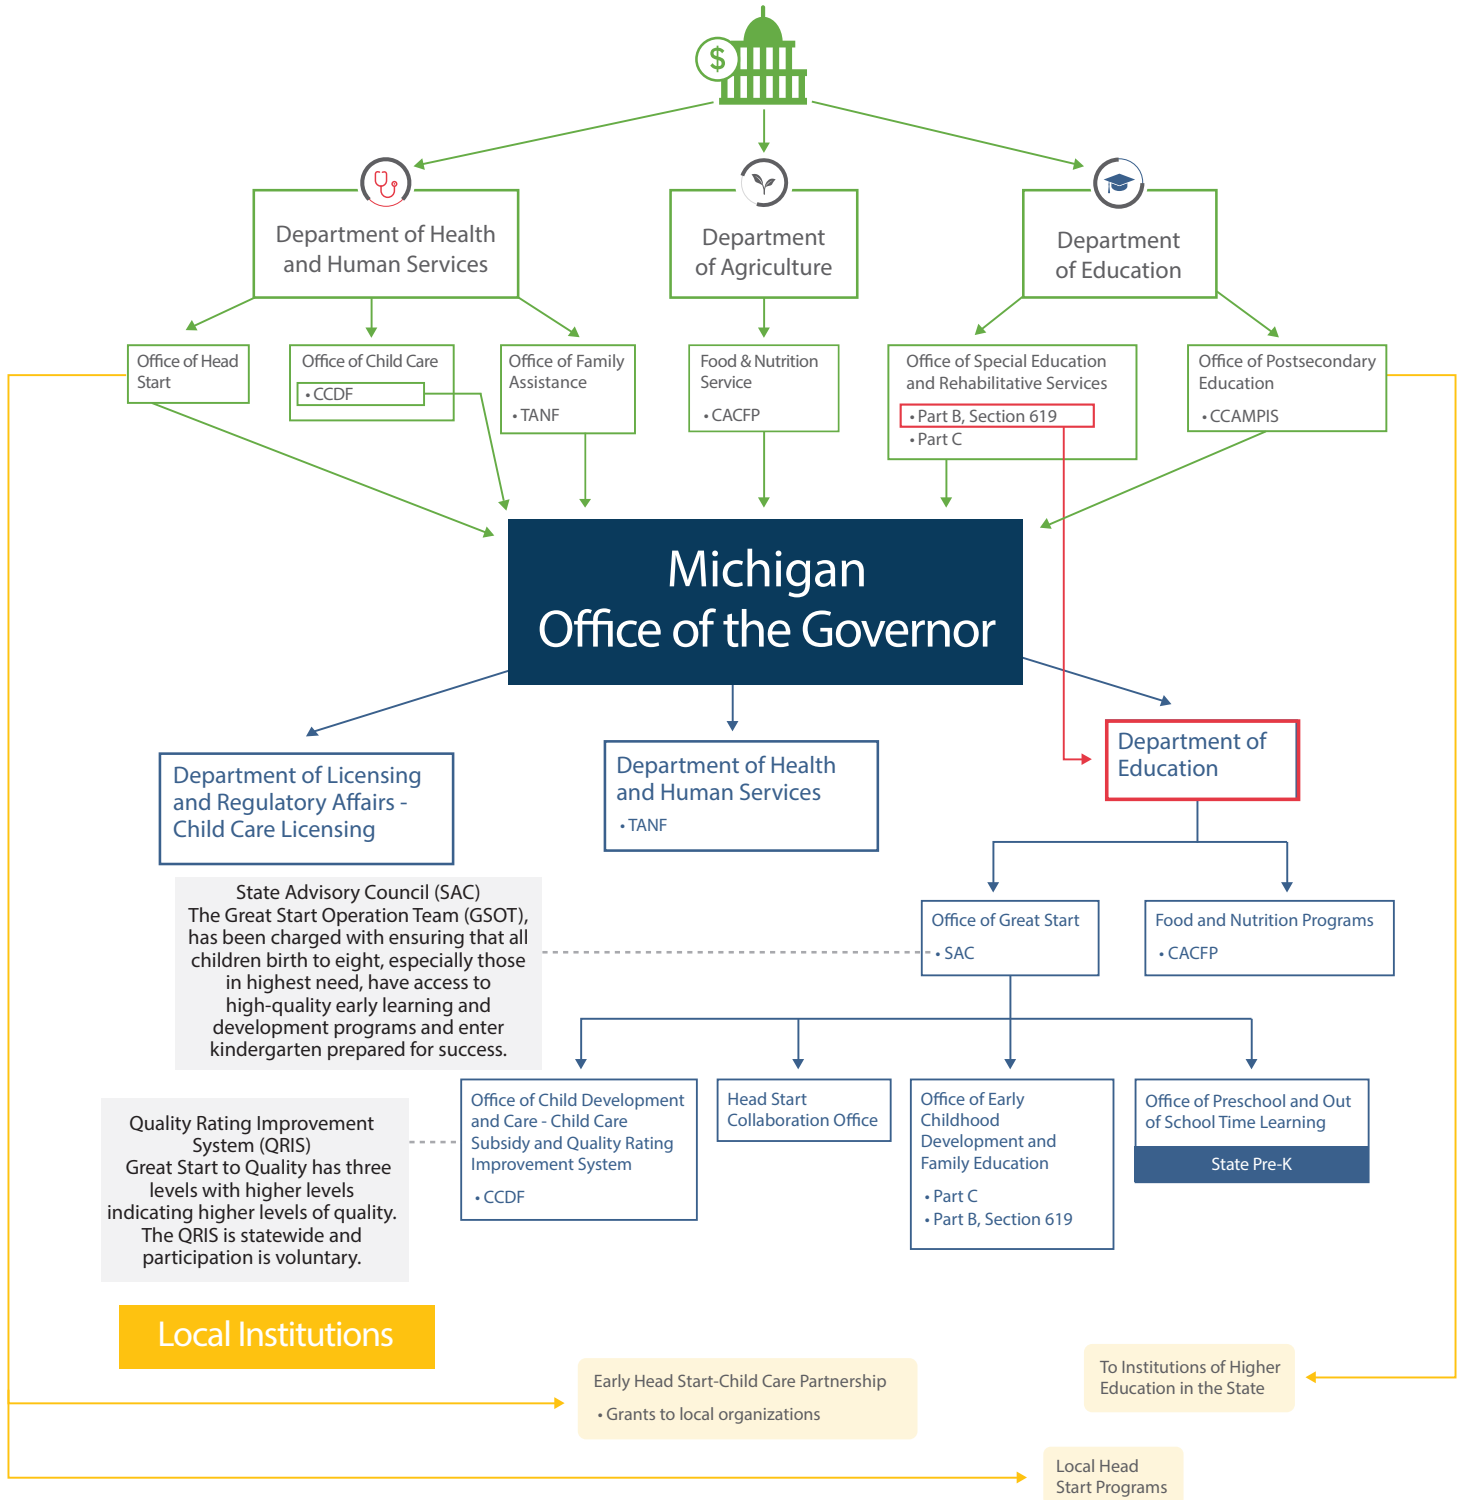 $
Department of Health
and Human Services
Department
of Agriculture
Department
of Education
Office of Head
Start
Office of Child Care
• CCDF
Office of Family
Assistance
• TANF
Food & Nutrition
Service
• CACFP
Office of Special Education
and Rehabilitative Services
• Part B, Section 619
• Part C
Office of Postsecondary
Education
• CCAMPIS
Michigan
Office of the Governor
Department of Licensing
and Regulatory Affairs -
Child Care Licensing
Department of Health
and Human Services
• TANF
Department of
Education
State Advisory Council (SAC)
The Great Start Operation Team (GSOT),
has been charged with ensuring that all
children birth to eight, especially those
in highest need, have access to
high-quality early learning and
development programs and enter
kindergarten prepared for success.
Office of Great Start
• SAC
Food and Nutrition Programs
• CACFP
Quality Rating Improvement
System (QRIS)
Great Start to Quality has three
levels with higher levels
indicating higher levels of quality.
The QRIS is statewide and
participation is voluntary.
Office of Child Development
and Care - Child Care
Subsidy and Quality Rating
Improvement System
• CCDF
Head Start
Collaboration Office
Office of Early
Childhood
Development and
Family Education
• Part C
• Part B, Section 619
Office of Preschool and Out
of School Time Learning
State Pre-K
Local Institutions
Early Head Start-Child Care Partnership
• Grants to local organizations
To Institutions of Higher
Education in the State
Local Head
Start Programs